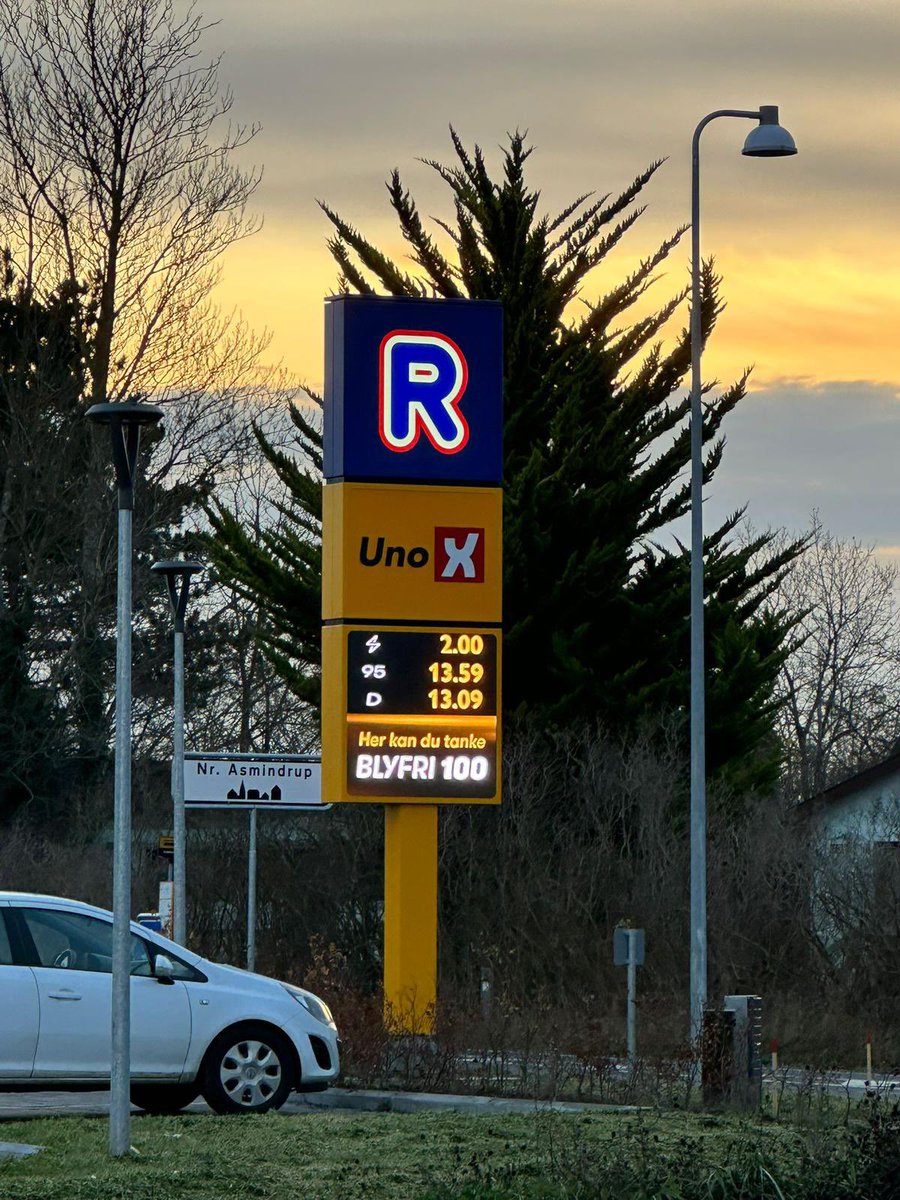 R
Uno X
2.00
95 13.59
D 13.09
Her kan du tanke
BLYFRI 100
Nr. Asmindrup